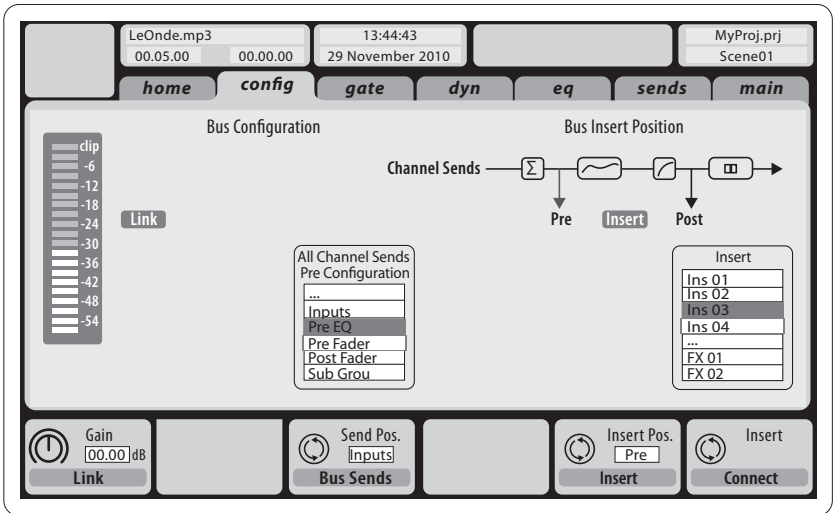 LeOnde.mp3
00.05.00 00.00.00
13:44:43
29 November 2010
MyProj.prj
Scene01
home config gate dyn eq sends main
Bus Configuration
Bus Insert Position
clip
-6
-12
-18
-24
-30
-36
-42
-48
-54
Link
Channel Sends
Σ
Pre Insert Post
All Channel Sends
Pre Configuration
...
Inputs
Pre EQ
Pre Fader
Post Fader
Sub Grou
Insert
Ins 01
Ins 02
Ins 03
Ins 04
...
FX 01
FX 02
Gain
00.00 dB
Link
Send Pos.
Inputs
Bus Sends
Insert Pos.
Pre
Insert
Insert
Connect